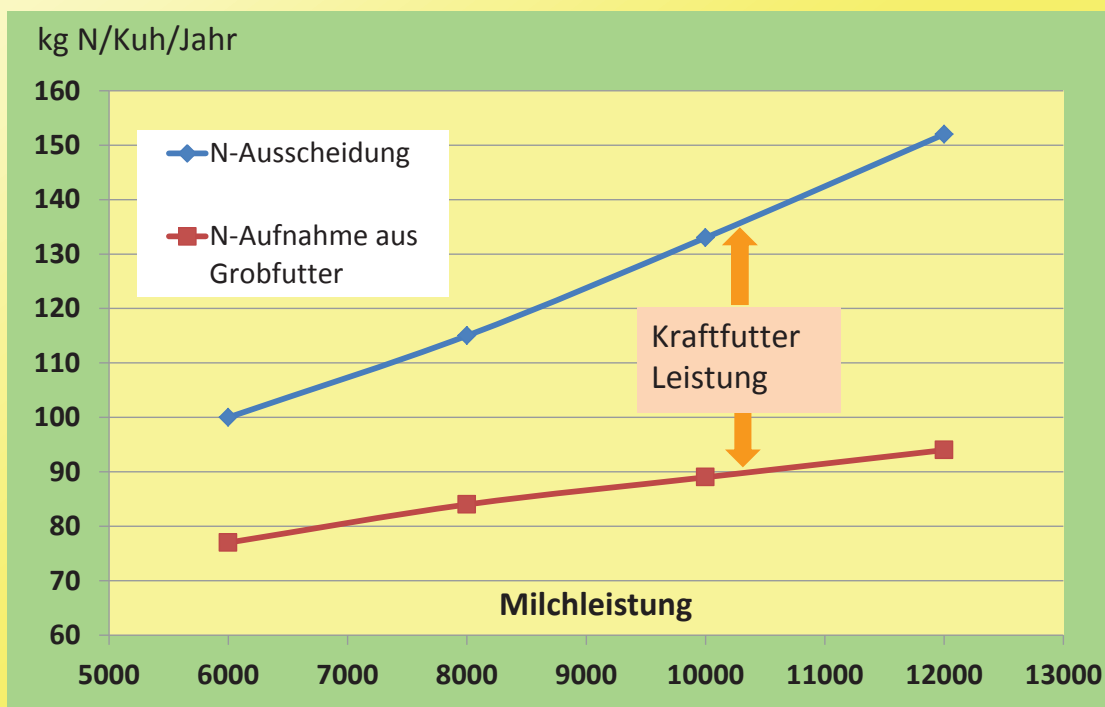 kg N/Kuh/Jahr
160
150
140
130
120
110
100
90
80
70
60
N-Ausscheidung
N-Aufnahme aus
Grobfutter
Kraftfutter
Leistung
Milchleistung
5000 6000 7000 8000 9000 10000 11000 12000 13000